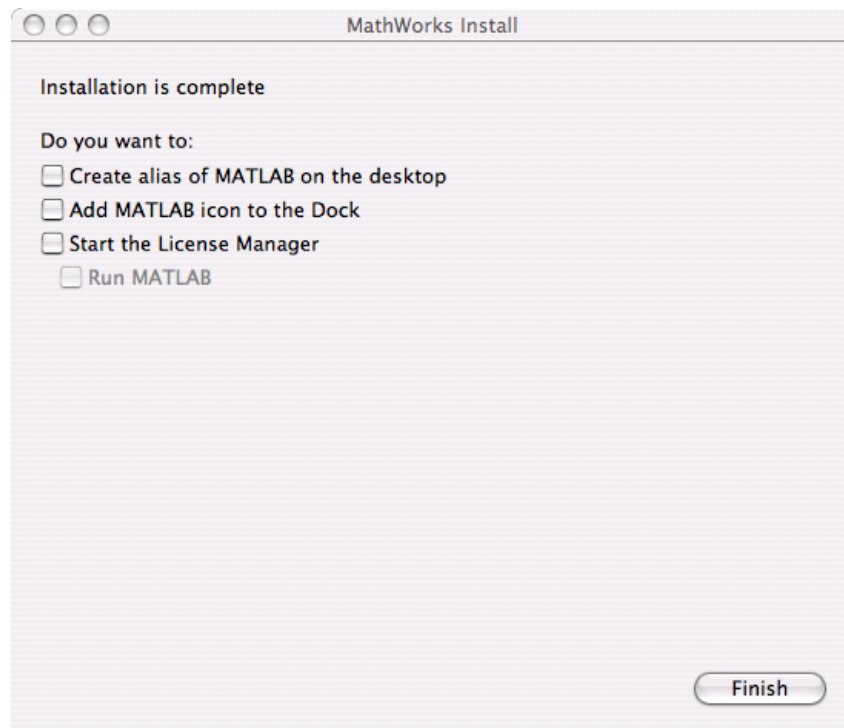 MathWorks Install
Installation is complete
Do you want to:
Create alias of MATLAB on the desktop
Add MATLAB icon to the Dock
Start the License Manager
Run MATLAB
Finish